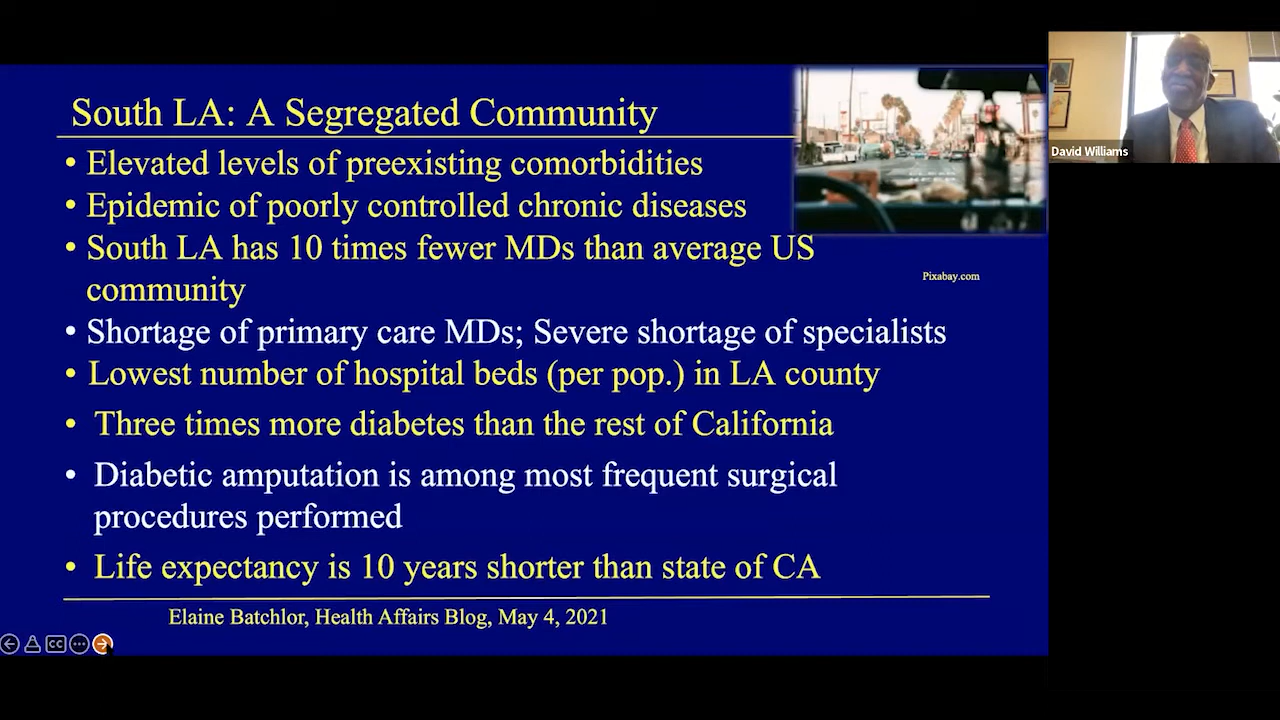 South LA: A Segregated Community
• Elevated levels of preexisting comorbidities
• Epidemic of poorly controlled chronic diseases
• South LA has 10 times fewer MDs than average US
community
• Shortage of primary care MDs; Severe shortage of specialists
• Lowest number of hospital beds (per pop.) in LA county
• Three times more diabetes than the rest of California
• Diabetic amputation is among most frequent surgical
procedures performed
• Life expectancy is 10 years shorter than state of CA
Elaine Batchlor, Health Affairs Blog, May 4, 2021
Pixabay.com
CC
David Williams